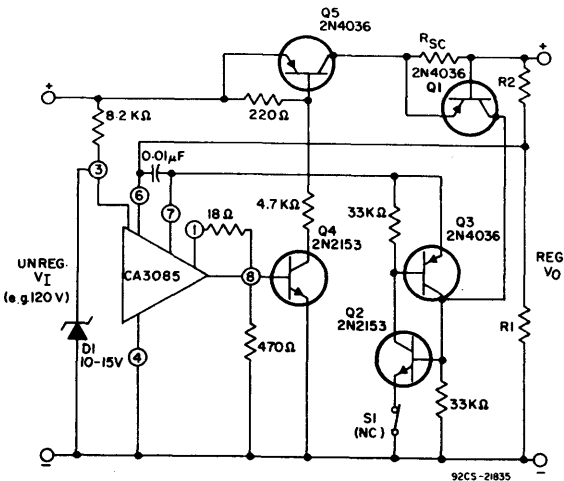 Q5
2N4036
+
RSC
2N4036
Q1
+
R2
8.2 KΩ
220Ω
0.01μF
3
6
7
1
18Ω
4.7KΩ
Q4
2N2153
33KΩ
Q3
2N4036
UNREG.
VI
(e.g.120 V)
CA3085
8
REG
VO
Q2
2N2153
R1
D1
10-15V
4
470Ω
S1
(NC)
33KΩ
−
−
92CS-21835